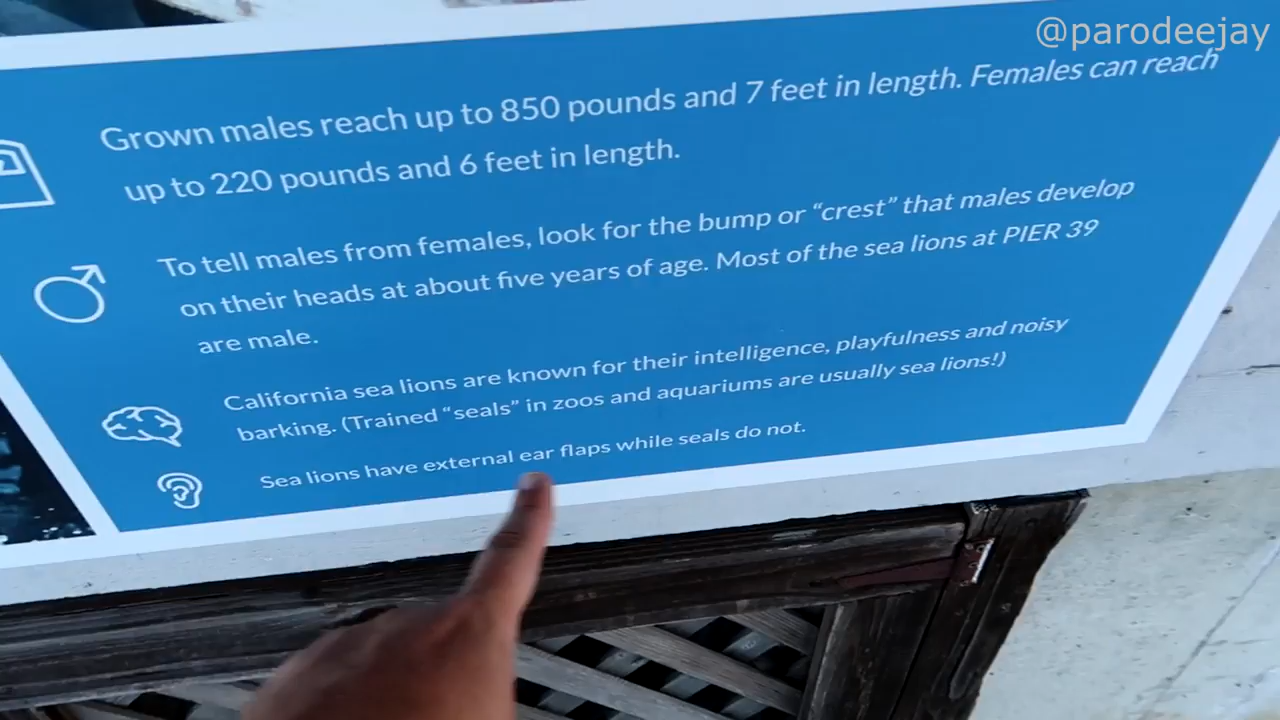 @parodeejay
Grown males reach up to 850 pounds and 7 feet in length. Females can reach
up to 220 pounds and 6 feet in length.
To tell males from females, look for the bump or “crest” that males develop
on their heads at about five years of age. Most of the sea lions at PIER 39
are male.
California sea lions are known for their intelligence, playfulness and noisy
barking. (Trained “seals” in zoos and aquariums are usually sea lions!)
Sea lions have external ear flaps while seals do not.